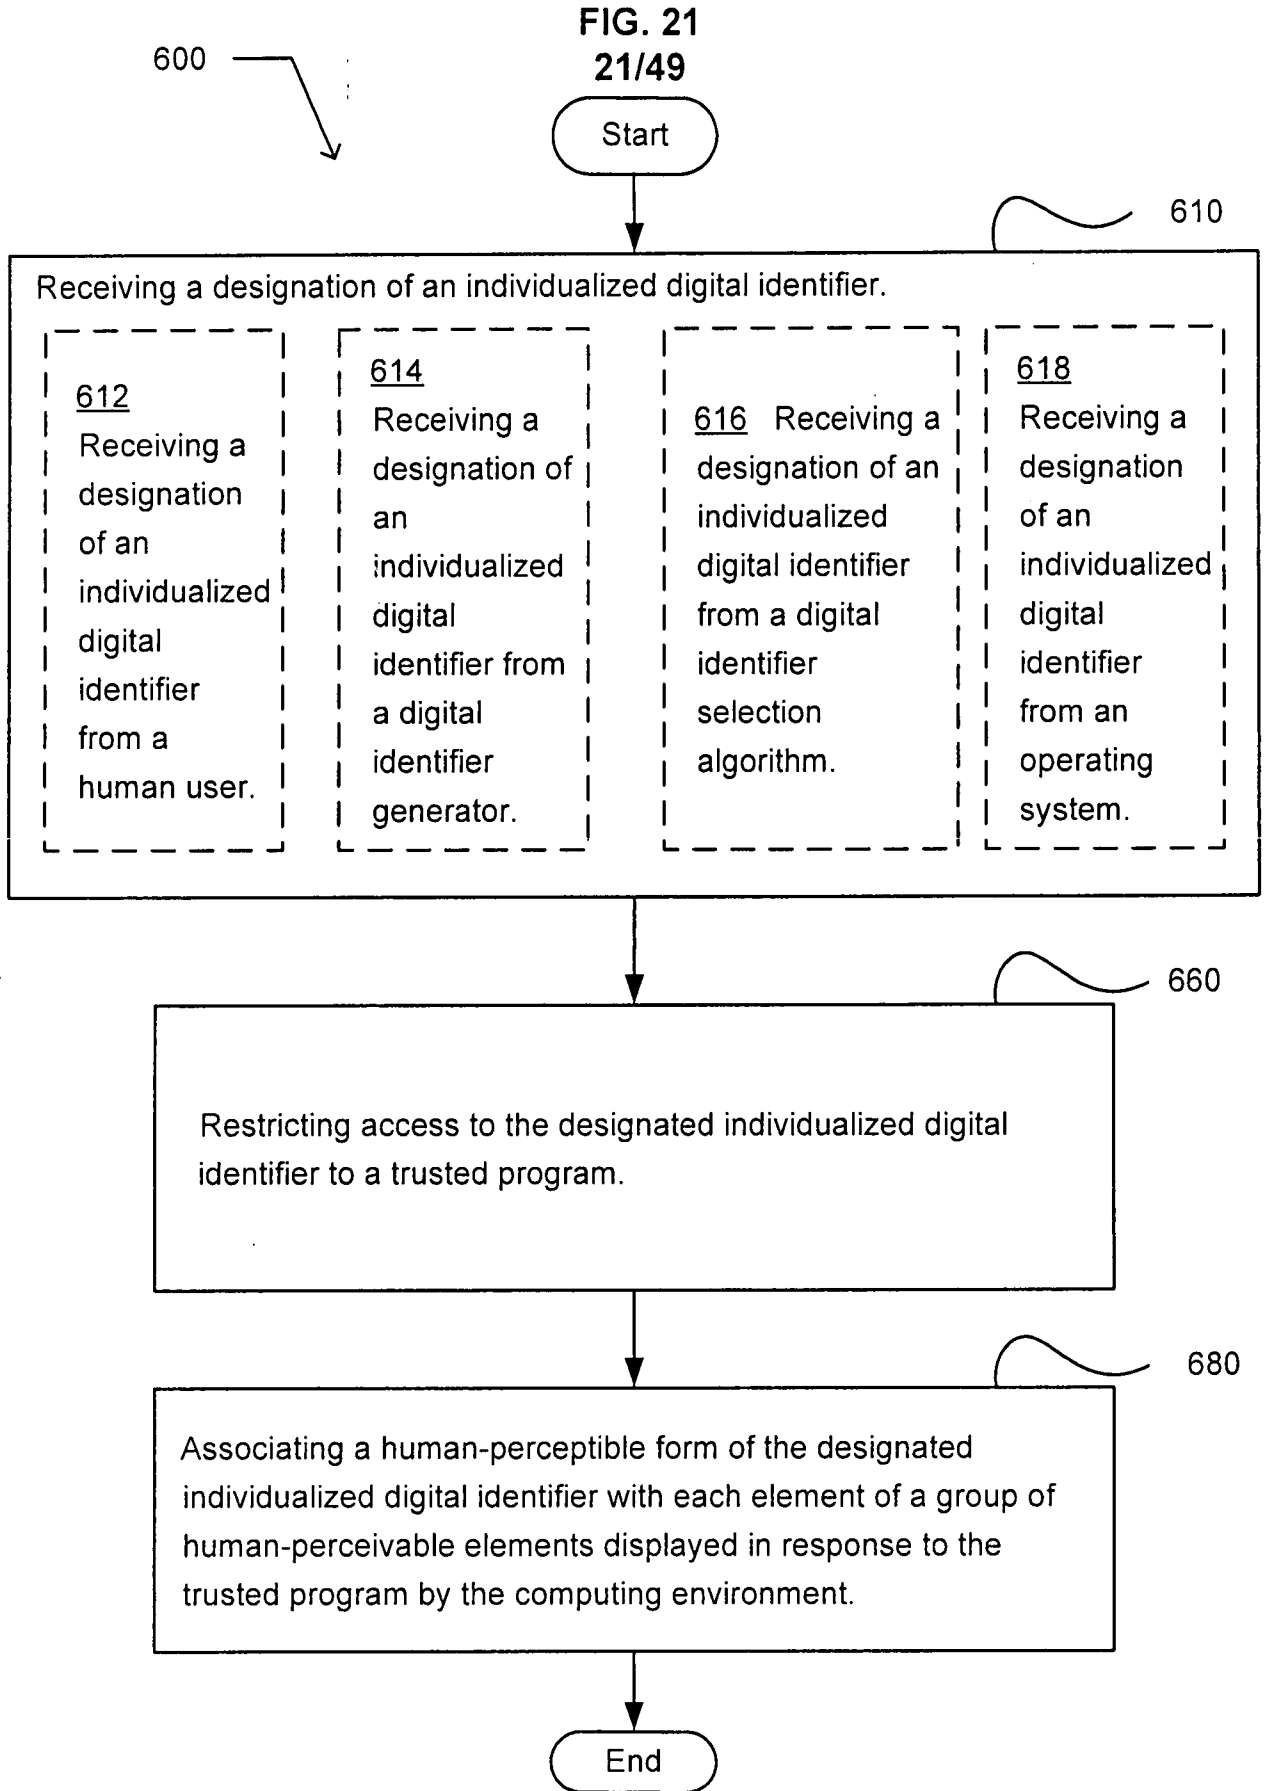 FIG. 21
21/49
600
Start
610
Receiving a designation of an individualized digital identifier.
612
Receiving a
designation
of an
individualized
digital
identifier
from a
human user.
614
Receiving a
designation of
an
individualized
digital
identifier from
a digital
identifier
generator.
616 Receiving a
designation of an
individualized
digital identifier
from a digital
identifier
selection
algorithm.
618
Receiving a
designation
of an
individualized
digital
identifier
from an
operating
system.
660
Restricting access to the designated individualized digital
identifier to a trusted program.
680
Associating a human-perceptible form of the designated
individualized digital identifier with each element of a group of
human-perceivable elements displayed in response to the
trusted program by the computing environment.
End